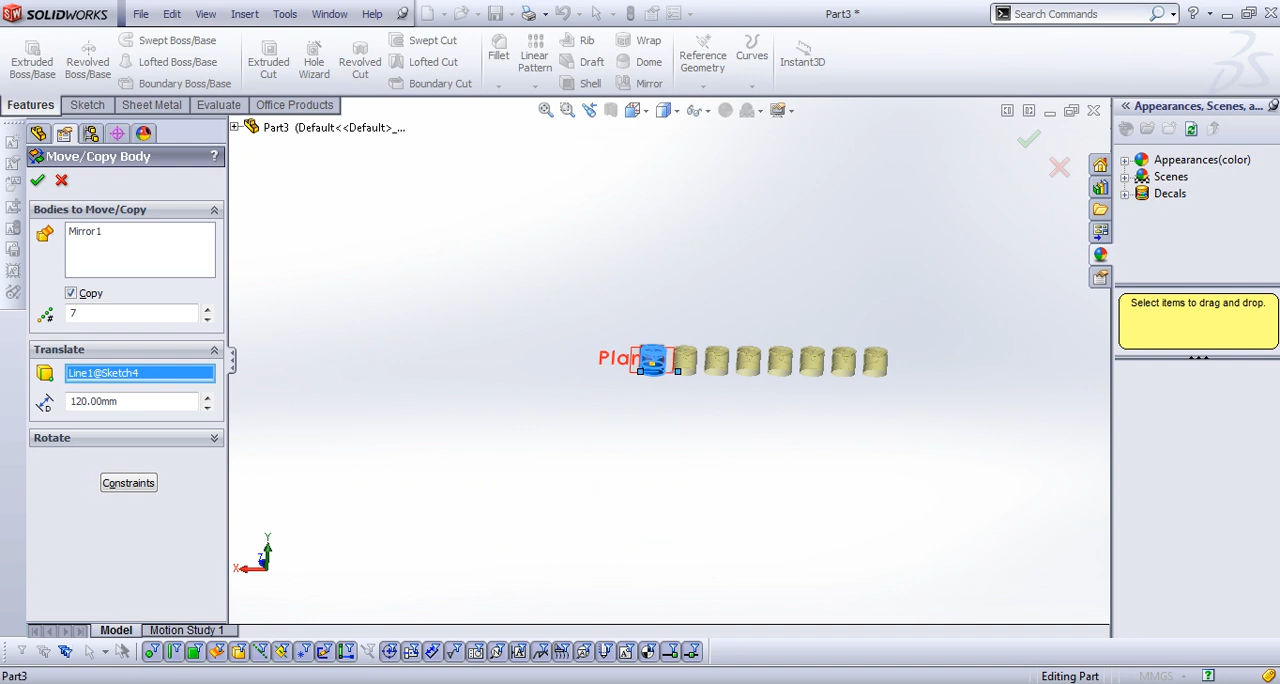 SOLIDWORKS File Edit View Insert Tools Window Help Part3 * Search Commands
Extruded Boss/Base Revolved Boss/Base Swept Boss/Base Lofted Boss/Base Boundary Boss/Base Extruded Cut Hole Wizard Revolved Cut Swept Cut Lofted Cut Boundary Cut Fillet Linear Pattern Rib Draft Shell Wrap Dome Mirror Reference Geometry Curves Instant3D
Features Sketch Sheet Metal Evaluate Office Products
Appearances, Scenes, a...
Part3 (Default<<Default>_...
Move/Copy Body ?
Appearances(color)
Scenes
Decals
Bodies to Move/Copy
Mirror1
Copy
7
Select items to drag and drop.
Translate
Plan
Line1@Sketch4
120.00mm
Rotate
Constraints
Y
Z
X
Model Motion Study 1
Part3 Editing Part MMGS